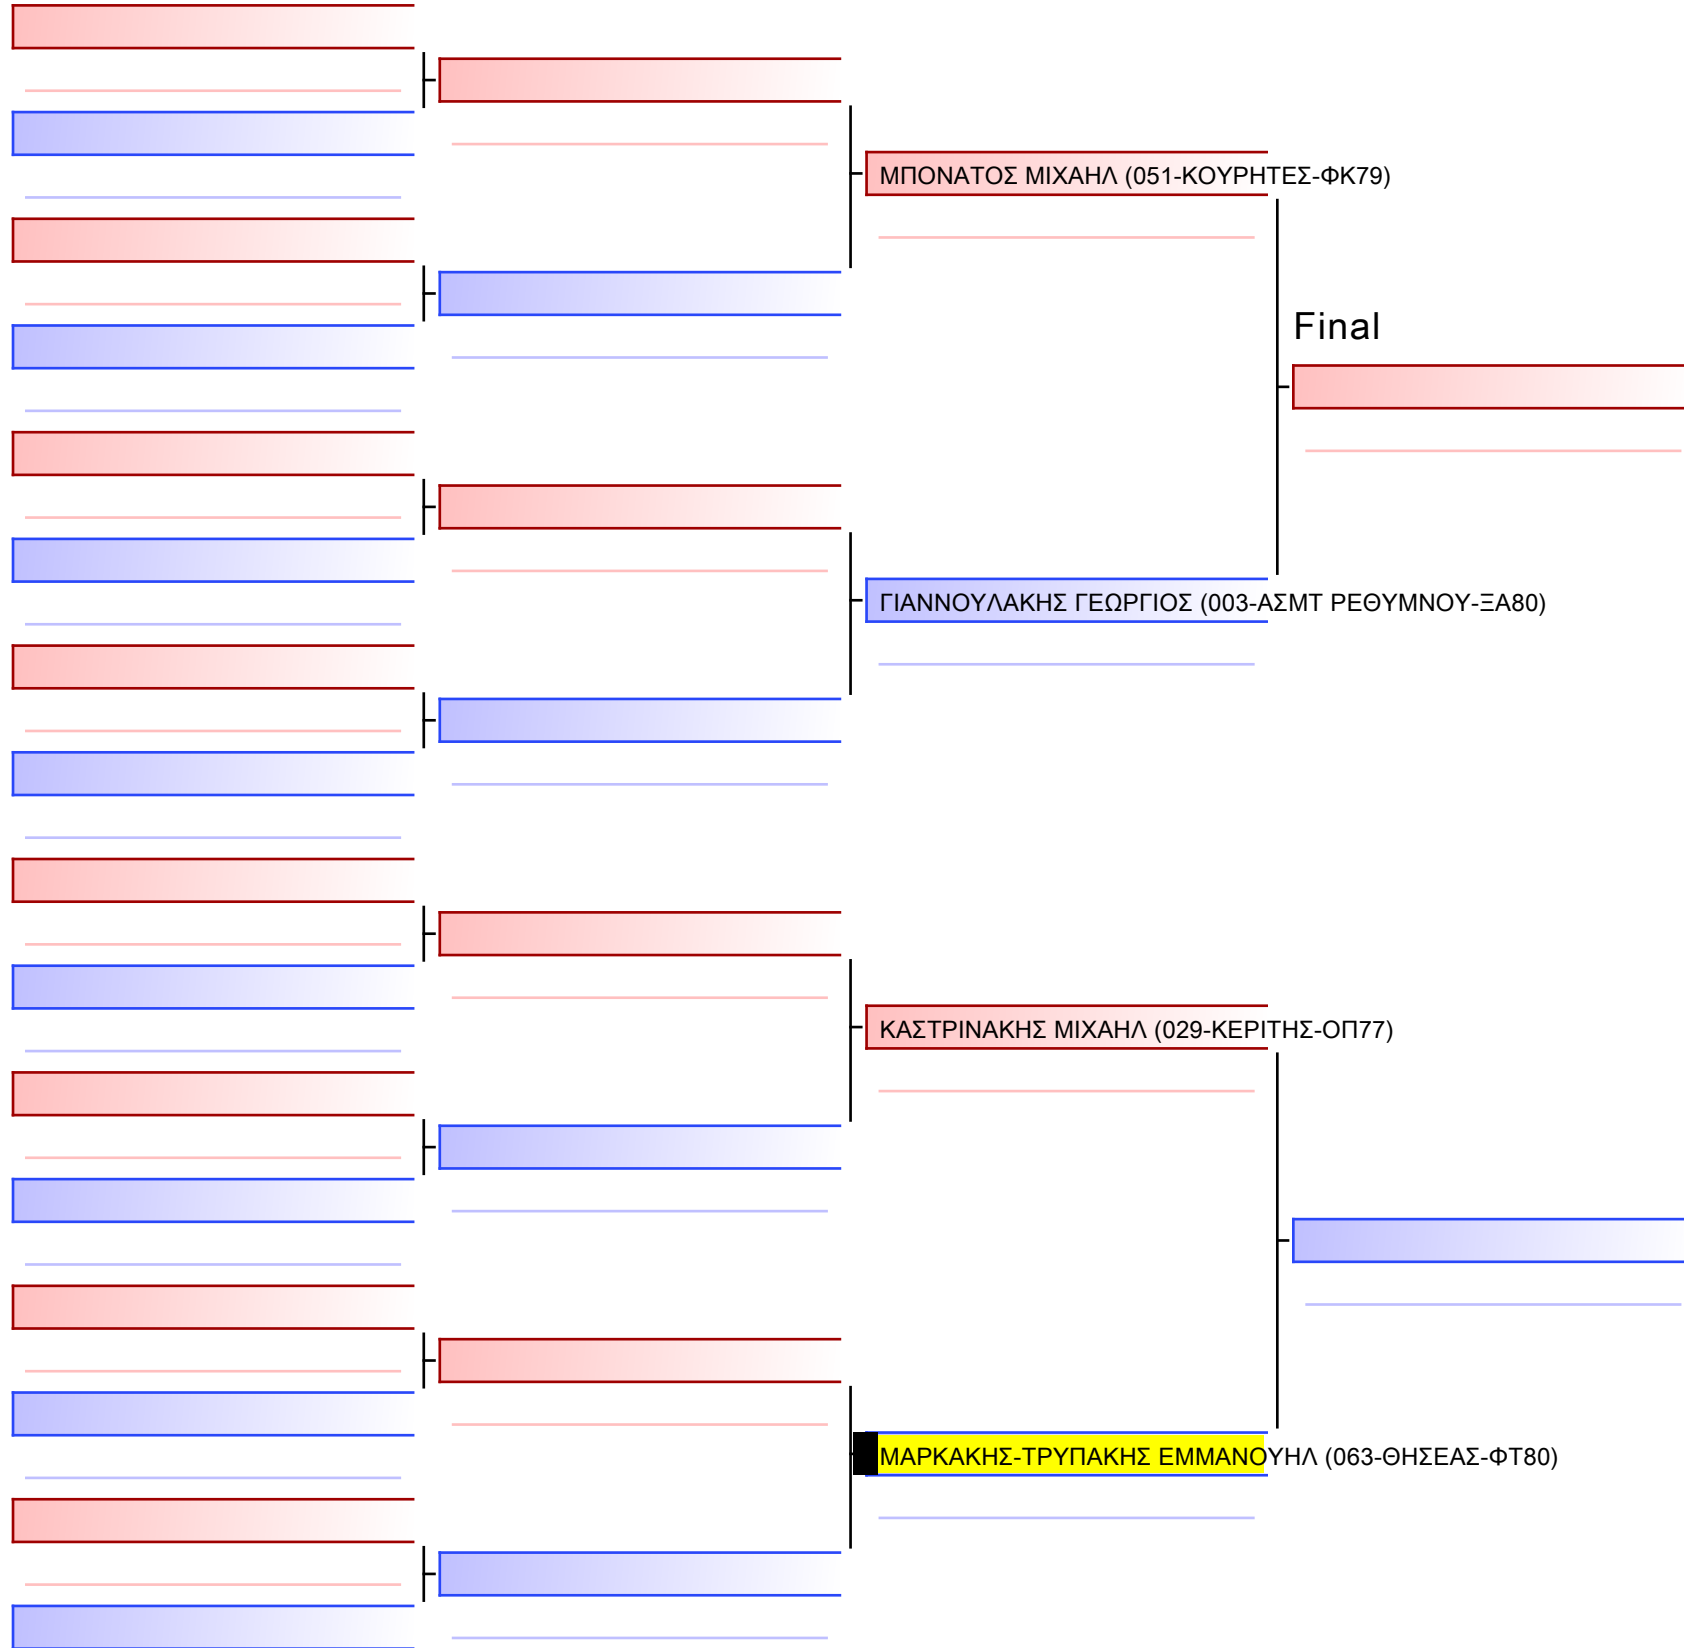 ΜΠΟΝΑΤΟΣ ΜΙΧΑΗΛ (051-ΚΟΥΡΗΤΕΣ-ΦΚ79)
Final
ΓΙΑΝΝΟΥΛΑΚΗΣ ΓΕΩΡΓΙΟΣ (003-ΑΣΜΤ ΡΕΘΥΜΝΟΥ-ΞΑ80)
ΚΑΣΤΡΙΝΑΚΗΣ ΜΙΧΑΗΛ (029-ΚΕΡΙΤΗΣ-ΟΠ77)
ΜΑΡΚΑΚΗΣ-ΤΡΥΠΑΚΗΣ ΕΜΜΑΝΟΥΗΛ (063-ΘΗΣΕΑΣ-ΦΤ80)